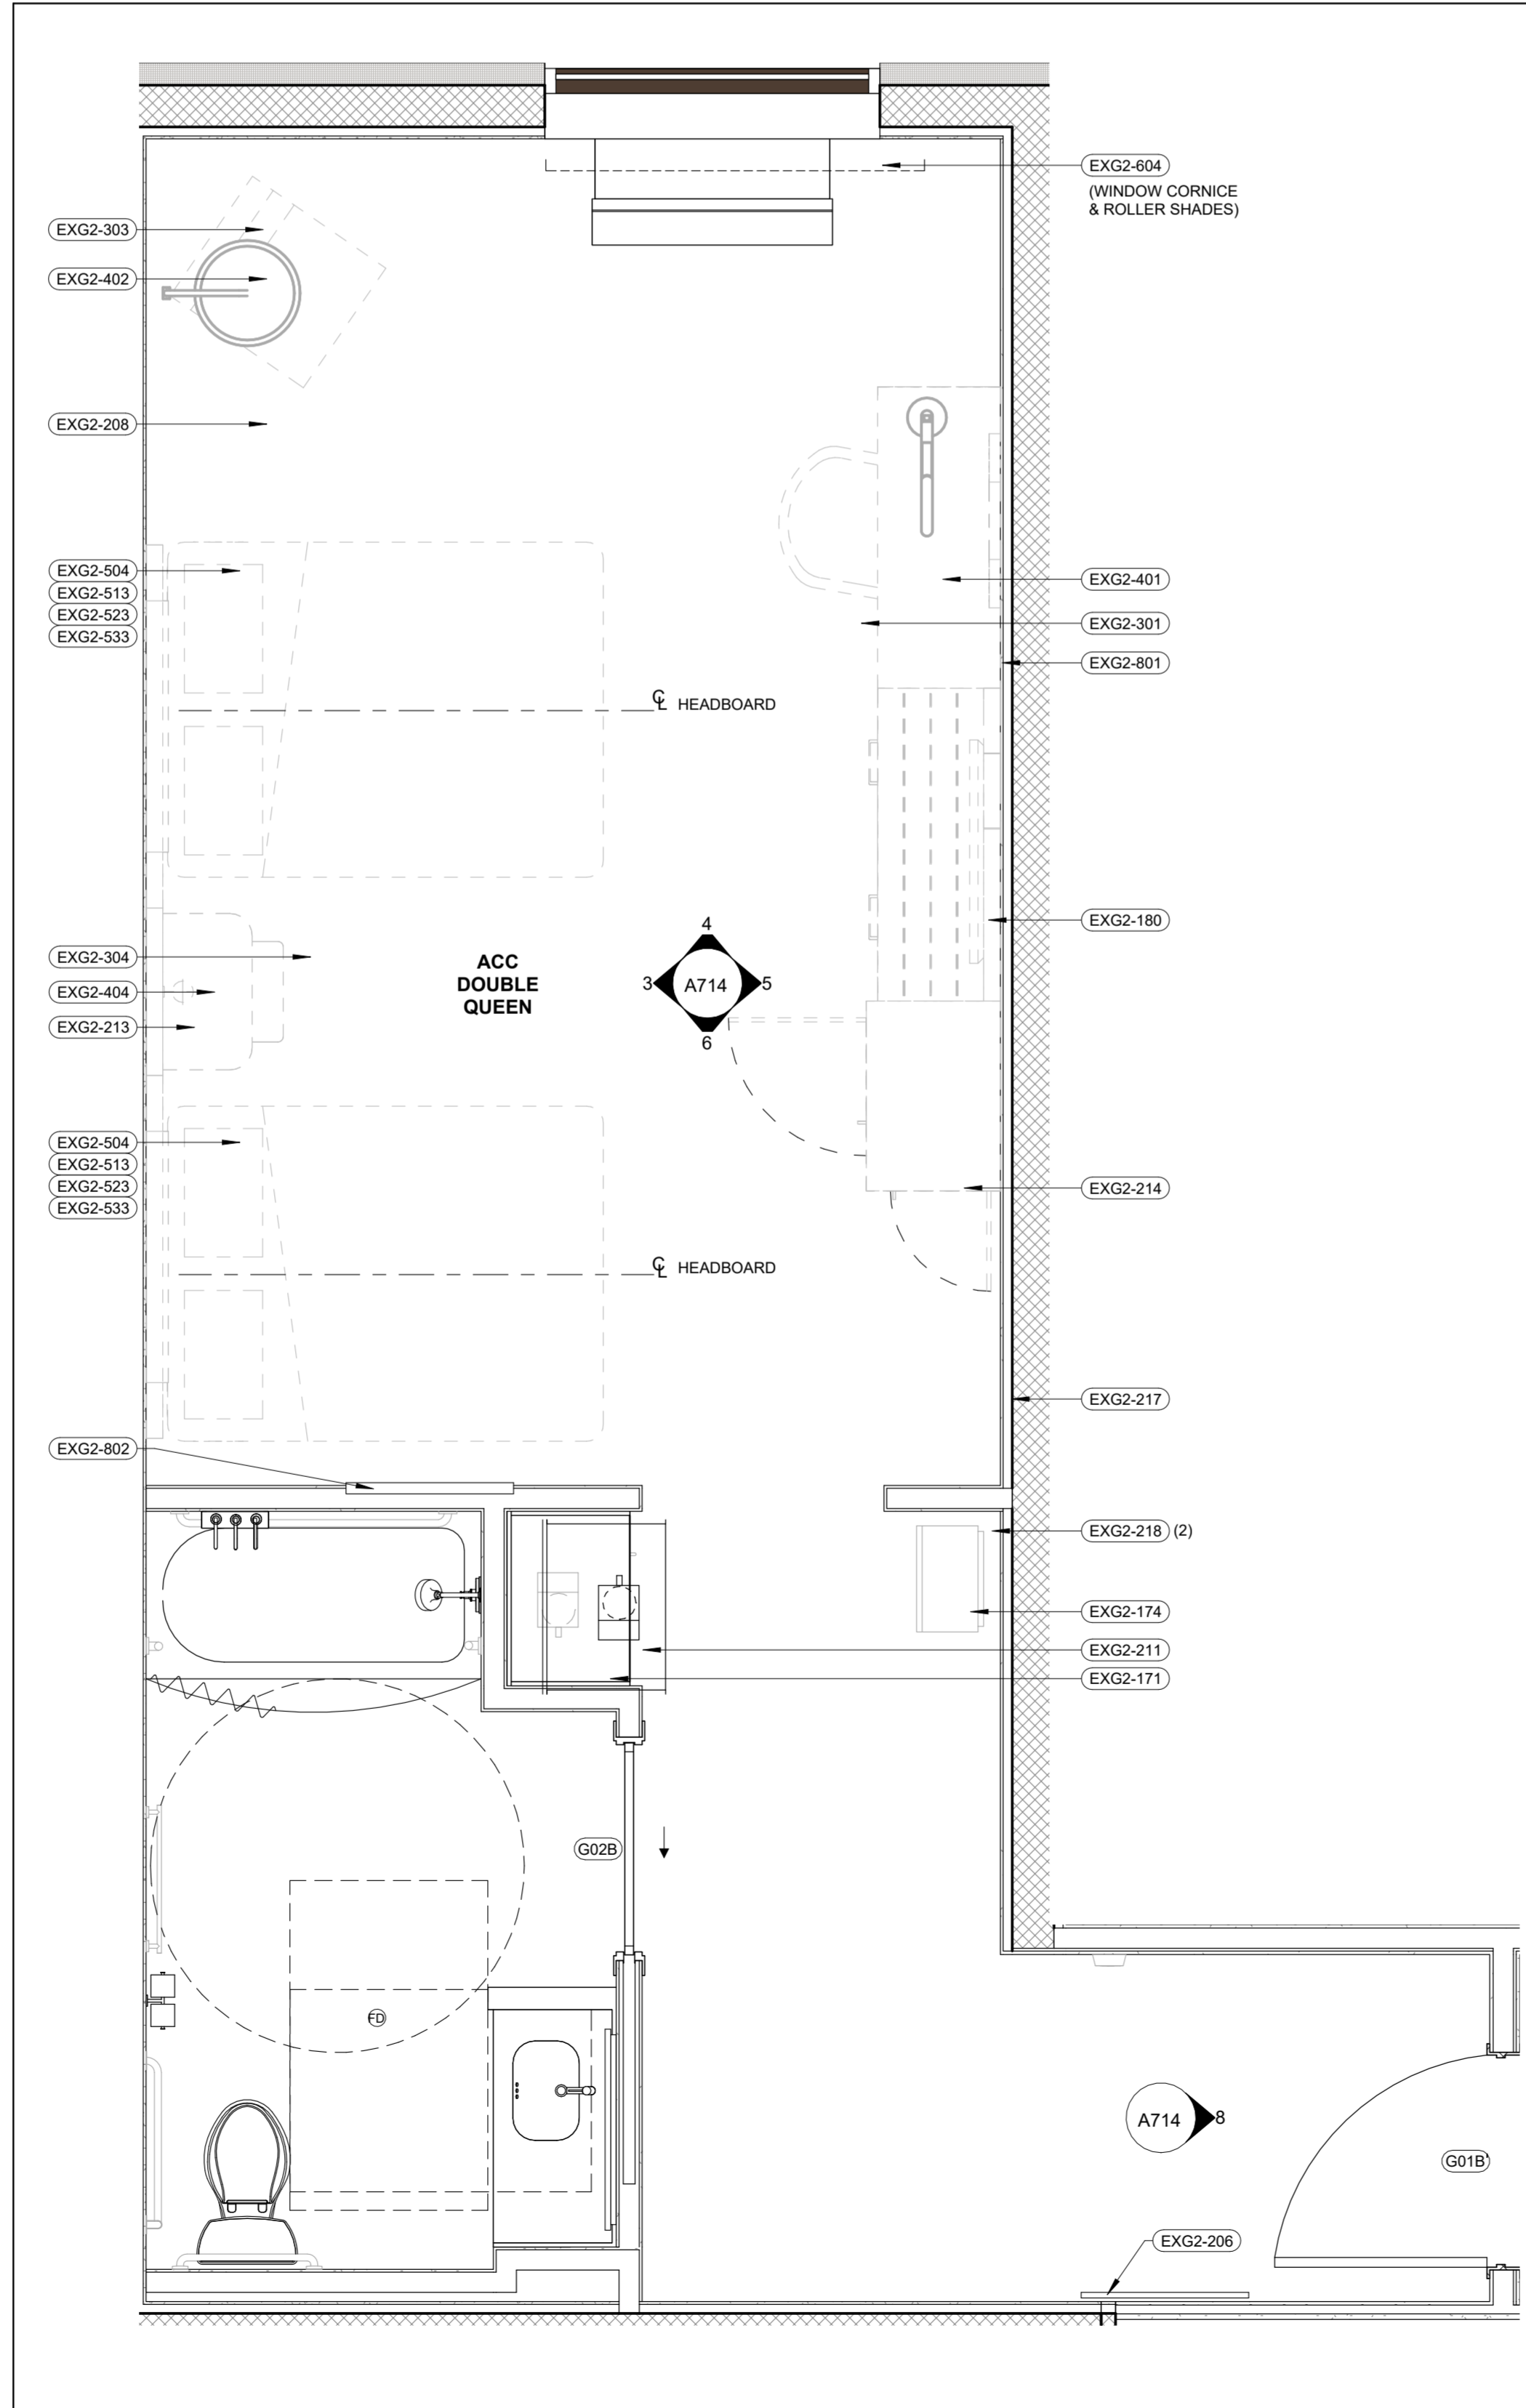 EXG2-604
(WINDOW CORNICE
& ROLLER SHADES)
EXG2-303
EXG2-402
EXG2-208
EXG2-504
EXG2-513
EXG2-523
EXG2-533
EXG2-401
EXG2-301
EXG2-801
℄ HEADBOARD
EXG2-180
EXG2-304
EXG2-404
EXG2-213
ACC
DOUBLE
QUEEN
4
3 A714 5
6
EXG2-504
EXG2-513
EXG2-523
EXG2-533
EXG2-214
℄ HEADBOARD
EXG2-217
EXG2-802
EXG2-218 (2)
EXG2-174
EXG2-211
EXG2-171
G02B
FD
A714 8
G01B
EXG2-206